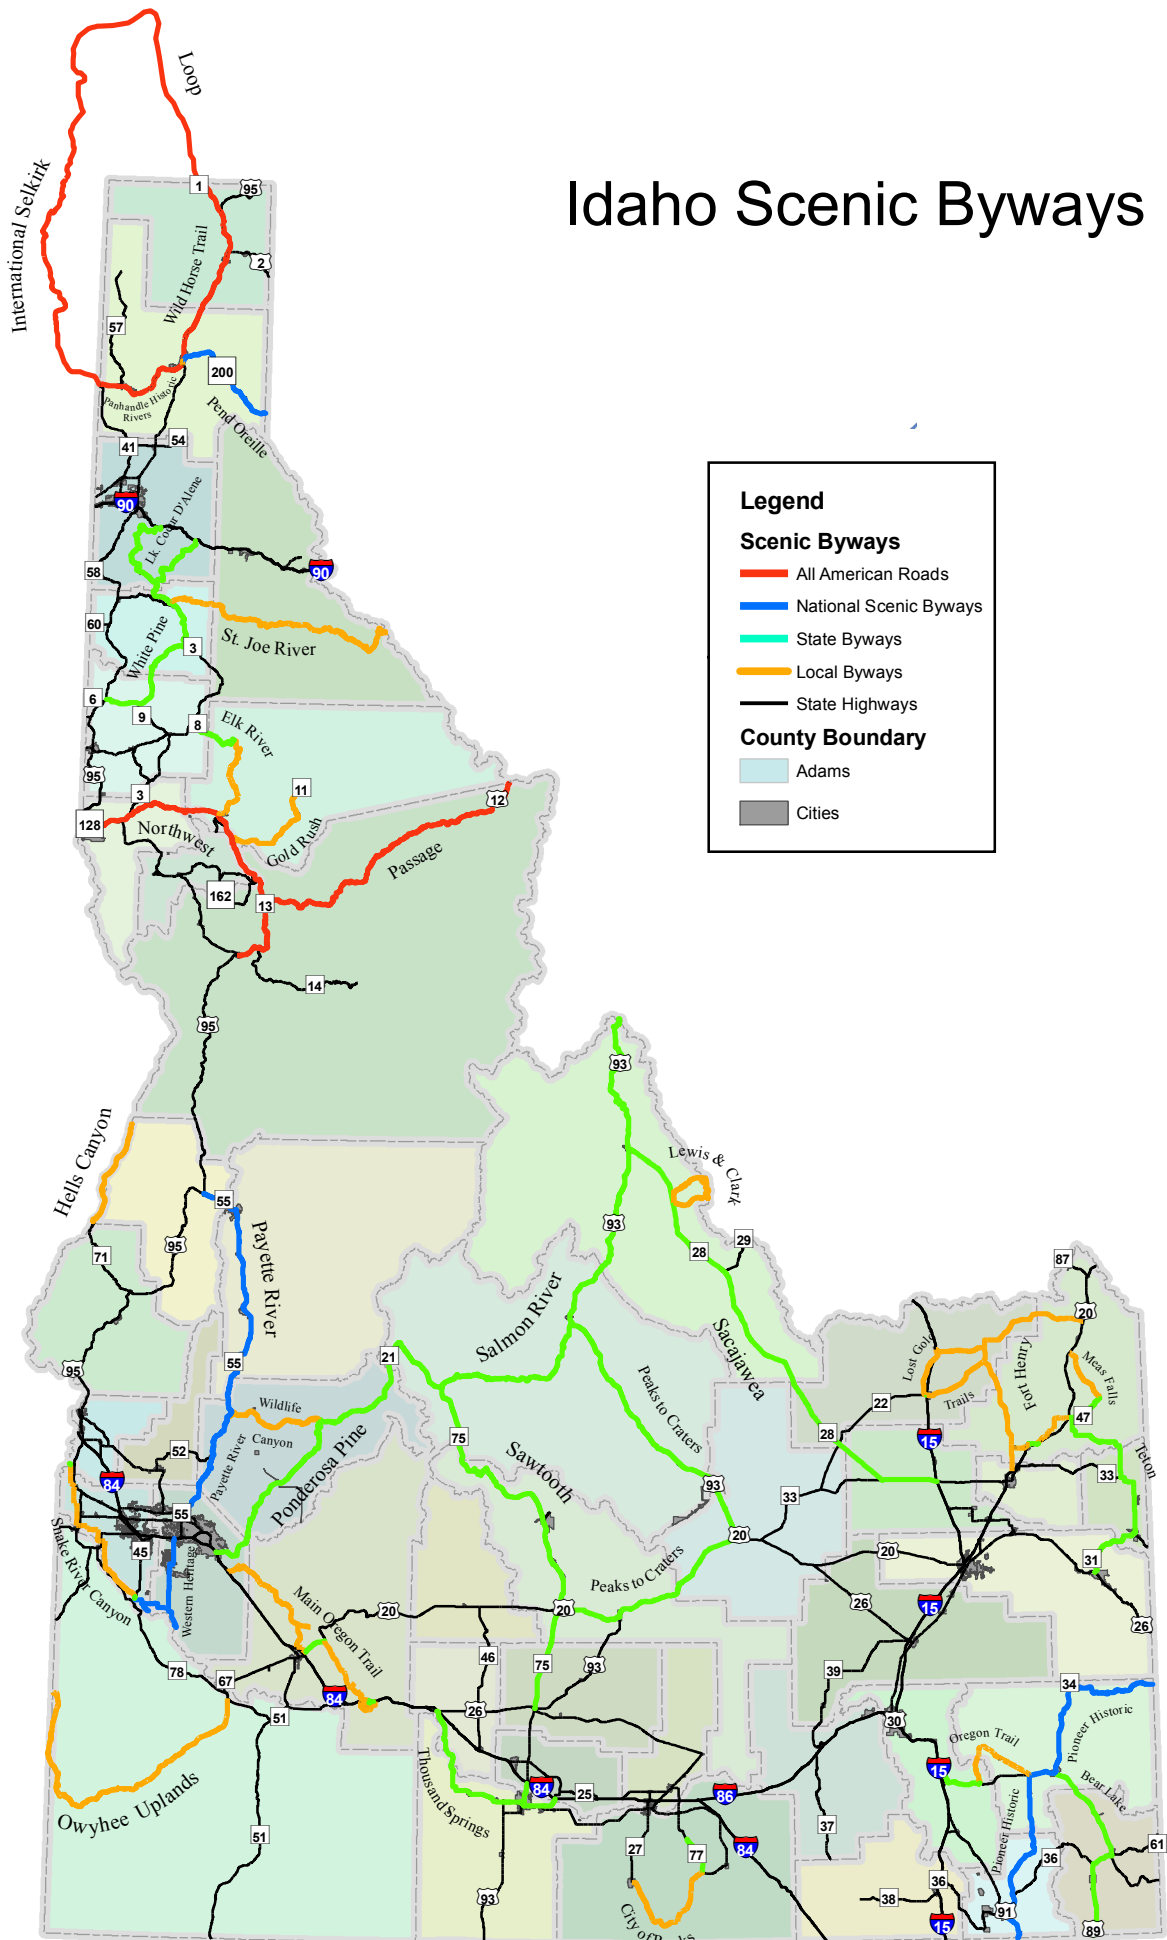 Idaho Scenic Byways
Loop
International Selkirk
1
95
Wild Horse Trail
2
57
200
Panhandle Historic
Rivers
Pend Oreille
41
54
90
Lk. Coeur D'Alene
90
58
60
White Pine
3
St. Joe River
6
9
8
Elk River
95
3
11
12
128
Northwest
Gold Rush
Passage
162
13
14
95
Legend
Scenic Byways
All American Roads
National Scenic Byways
State Byways
Local Byways
State Highways
County Boundary
Adams
Cities
93
Hells Canyon
Lewis & Clark
55
93
Payette River
95
71
28
29
87
Salmon River
Sacajawea
20
Lost Gold
Trails
Fort Henry
Meas Falls
21
55
95
Peaks to Craters
22
Wildlife
Canyon
Payette River
Ponderosa Pine
75
Sawtooth
28
15
47
Teton
52
84
93
33
33
55
45
Snake River Canyon
Western Heritage
20
20
31
Peaks to Craters
Main Oregon Trail
20
20
26
15
26
78
67
46
75
93
39
34
84
51
26
30
Oregon Trail
Pioneer Historic
15
Owyhee Uplands
Thousand Springs
84
25
86
Bear Lake
Pioneer Historic
51
27
77
84
37
36
61
93
38
36
91
89
15
City of Rocks